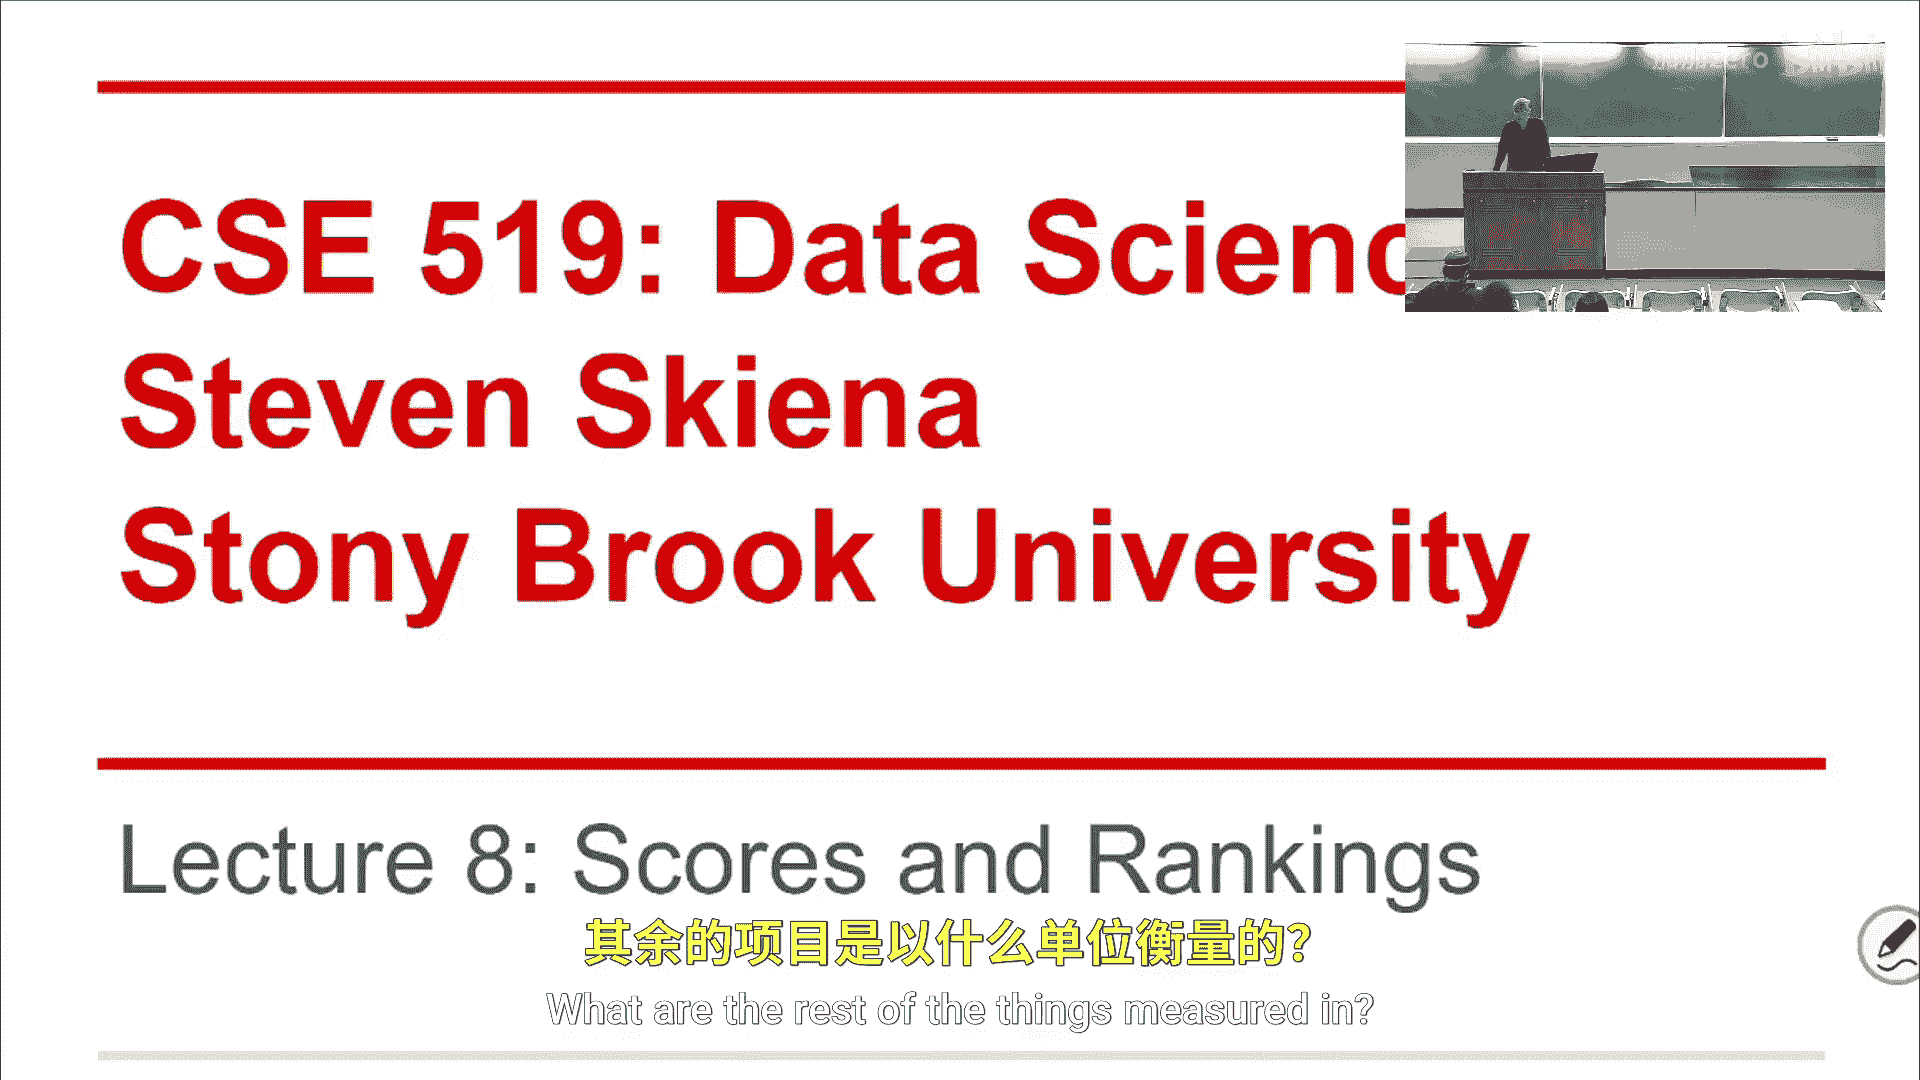 CSE 519: Data Scienc
Steven Skiena
Stony Brook University
Lecture 8: Scores and Rankings
其余的项目是以什么单位衡量的?
What are the rest of the things measured in?